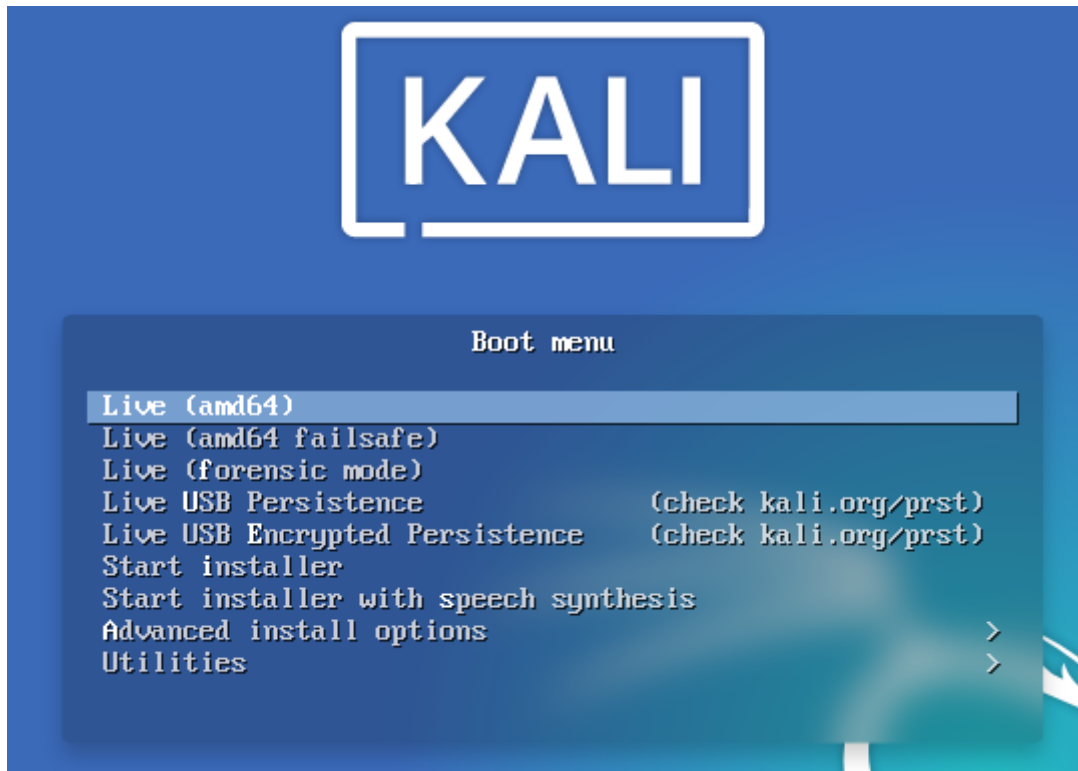 KALI
Boot menu
Live (amd64)
Live (amd64 failsafe)
Live (forensic mode)
Live USB Persistence (check kali.org/prst)
Live USB Encrypted Persistence (check kali.org/prst)
Start installer
Start installer with speech synthesis
Advanced install options >
Utilities >